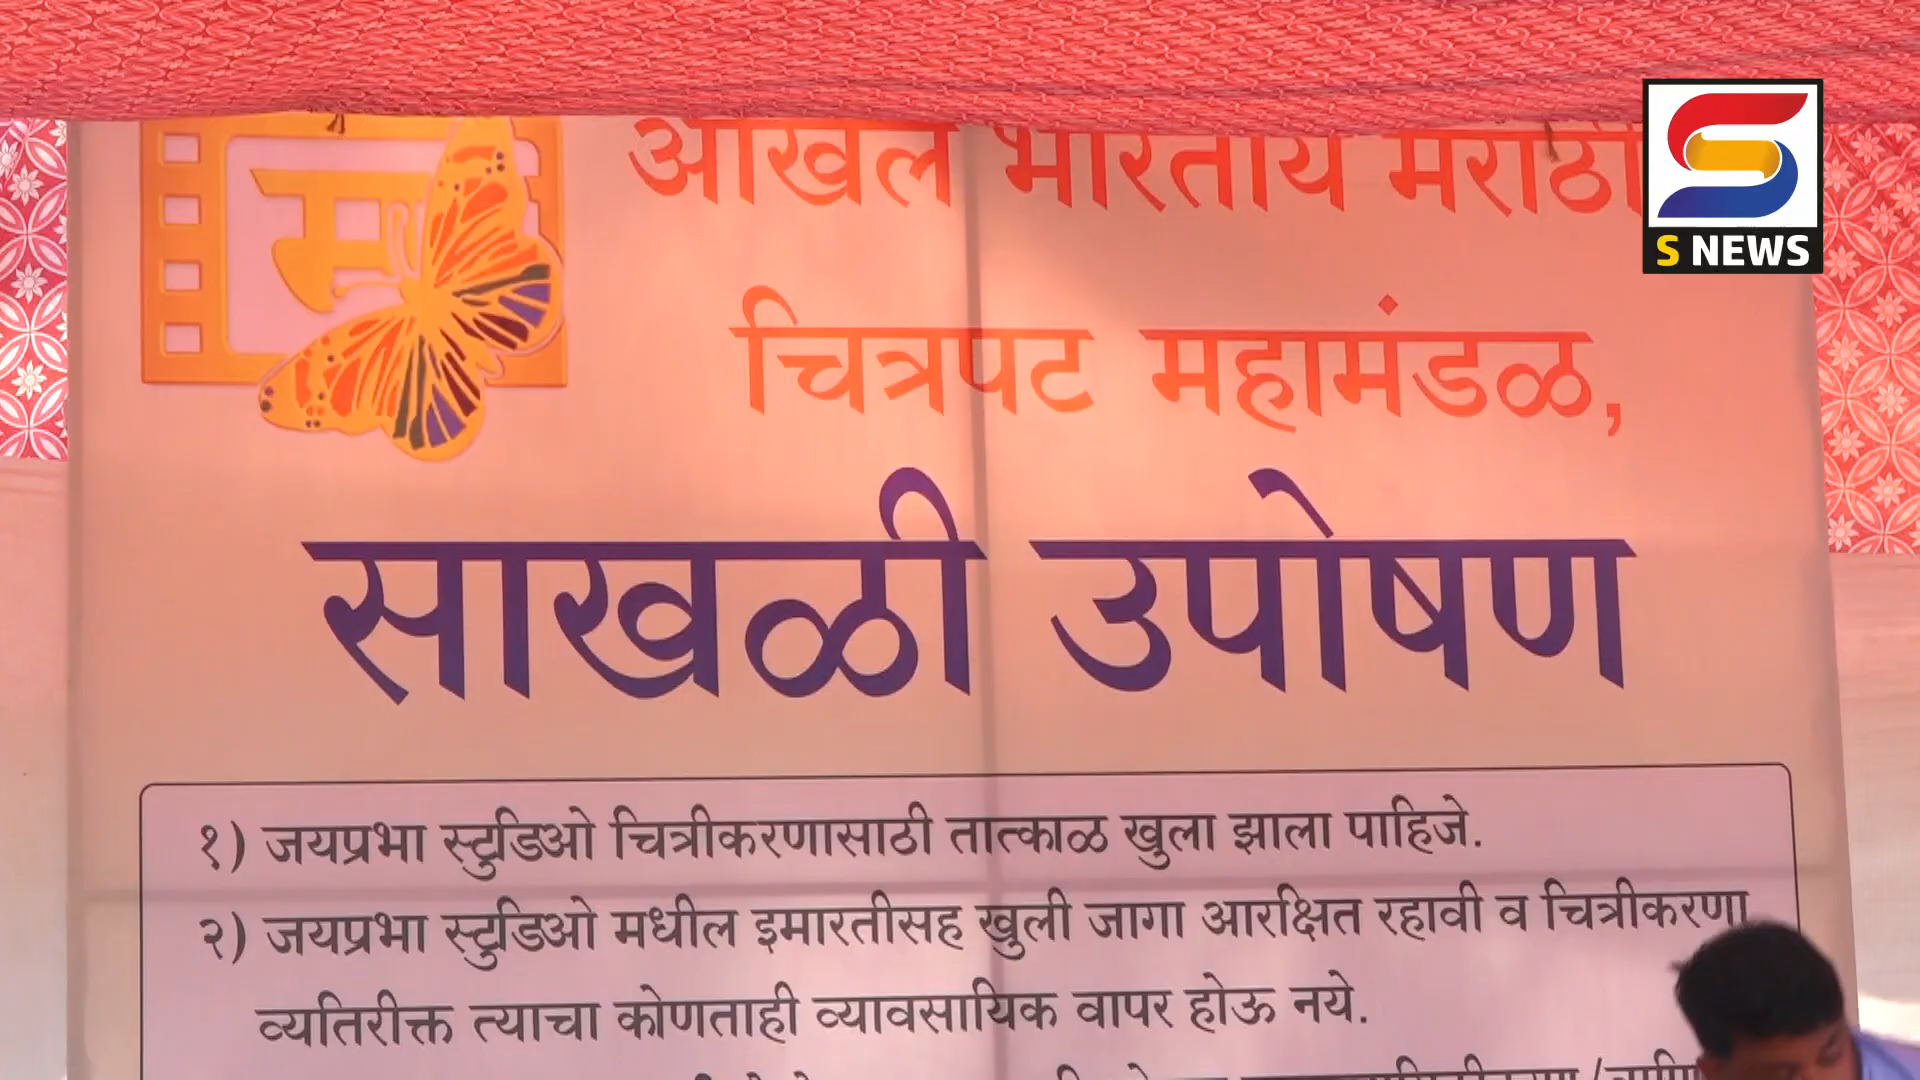 म
अखिल भारतीय मराठी
चित्रपट महामंडळ,
साखळी उपोषण
१) जयप्रभा स्टुडिओ चित्रीकरणासाठी तात्काळ खुला झाला पाहिजे.
२) जयप्रभा स्टुडिओ मधील इमारतीसह खुली जागा आरक्षित रहावी व चित्रीकरणा
व्यतिरीक्त त्याचा कोणताही व्यावसायिक वापर होऊ नये.
S NEWS